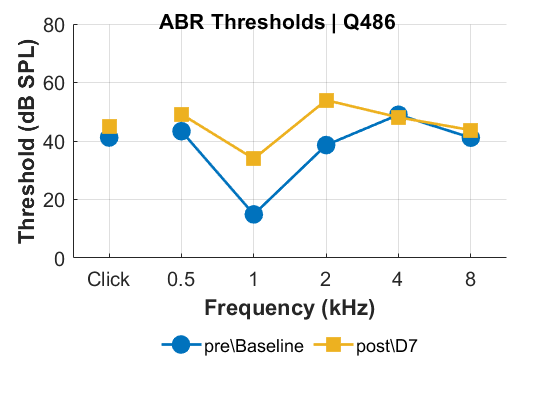 ABR Thresholds | Q486
Threshold (dB SPL)
80
60
40
20
0
Click 0.5 1 2 4 8
Frequency (kHz)
pre\Baseline post\D7